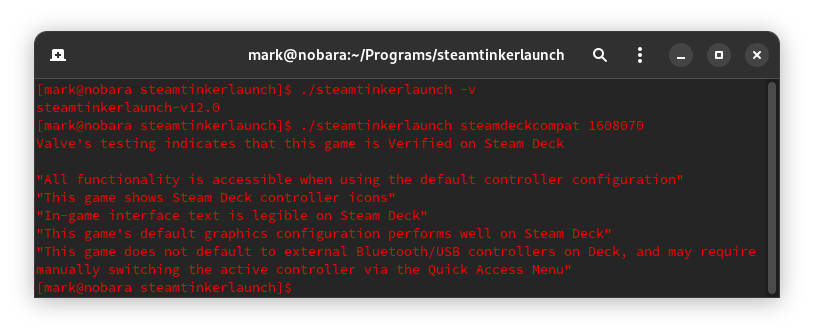 mark@nobara:~/Programs/steamtinkerlaunch
[mark@nobara steamtinkerlaunch]$ ./steamtinkerlaunch -v
steamtinkerlaunch-v12.0
[mark@nobara steamtinkerlaunch]$ ./steamtinkerlaunch steamdeckcompat 1608070
Valve's testing indicates that this game is Verified on Steam Deck
"All functionality is accessible when using the default controller configuration"
"This game shows Steam Deck controller icons"
"In-game interface text is legible on Steam Deck"
"This game's default graphics configuration performs well on Steam Deck"
"This game does not default to external Bluetooth/USB controllers on Deck, and may require
manually switching the active controller via the Quick Access Menu"
[mark@nobara steamtinkerlaunch]$